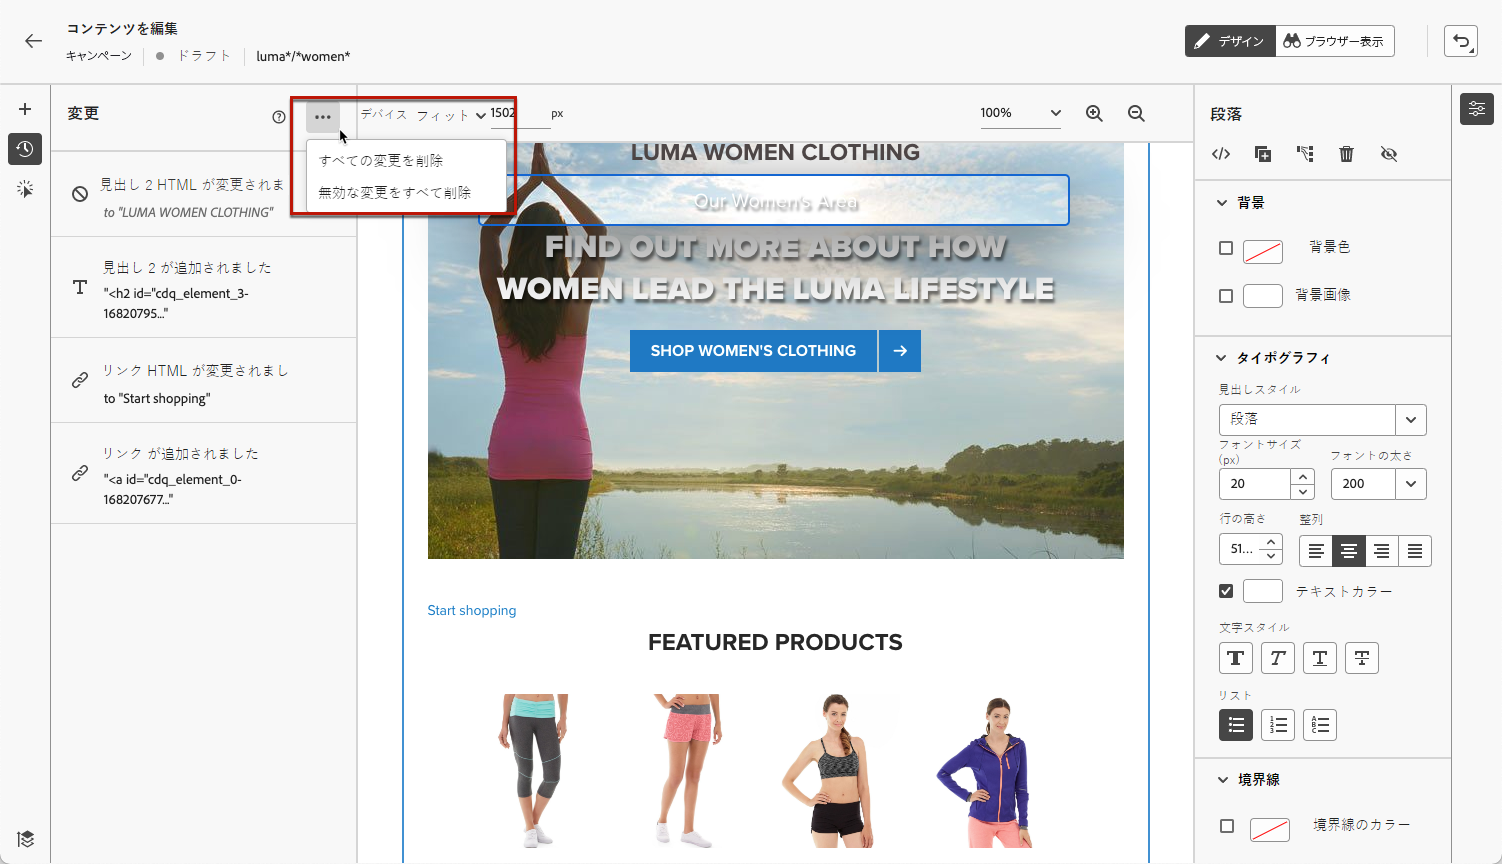 コンテンツを編集
キャンペーン ドラフト luma*/*women*
デザイン ブラウザー表示
変更
すべての変更を削除
無効な変更をすべて削除
見出し 2 HTML が変更されま
to "LUMA WOMEN CLOTHING"
見出し 2 が追加されました
"<h2 id="cdq_element_3-
16820795..."
リンク HTML が変更されまし
to "Start shopping"
リンク が追加されました
"<a id="cdq_element_0-
168207677..."
デバイス フィット 1502 px 100%
LUMA WOMEN CLOTHING
Our Women's Area
FIND OUT MORE ABOUT HOW
WOMEN LEAD THE LUMA LIFESTYLE
SHOP WOMEN'S CLOTHING
Start shopping
FEATURED PRODUCTS
段落
背景
背景色
背景画像
タイポグラフィ
見出しスタイル
段落
フォントサイズ
(px)
フォントの太さ
20 200
行の高さ 整列
51...
テキストカラー
文字スタイル
T T T T
リスト
境界線
境界線のカラー